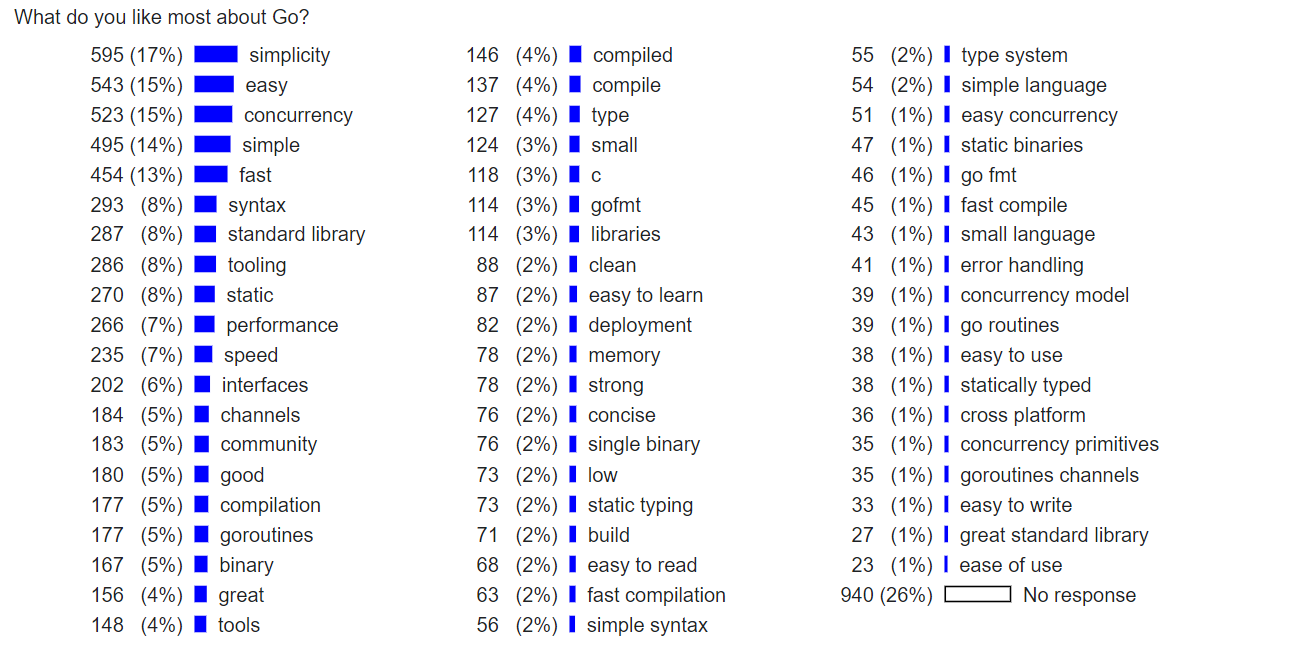 What do you like most about Go?
595 (17%) simplicity
543 (15%) easy
523 (15%) concurrency
495 (14%) simple
454 (13%) fast
293 (8%) syntax
287 (8%) standard library
286 (8%) tooling
270 (8%) static
266 (7%) performance
235 (7%) speed
202 (6%) interfaces
184 (5%) channels
183 (5%) community
180 (5%) good
177 (5%) compilation
177 (5%) goroutines
167 (5%) binary
156 (4%) great
148 (4%) tools
146 (4%) compiled
137 (4%) compile
127 (4%) type
124 (3%) small
118 (3%) c
114 (3%) gofmt
114 (3%) libraries
88 (2%) clean
87 (2%) easy to learn
82 (2%) deployment
78 (2%) memory
78 (2%) strong
76 (2%) concise
76 (2%) single binary
73 (2%) low
73 (2%) static typing
71 (2%) build
68 (2%) easy to read
63 (2%) fast compilation
56 (2%) simple syntax
55 (2%) type system
54 (2%) simple language
51 (1%) easy concurrency
47 (1%) static binaries
46 (1%) go fmt
45 (1%) fast compile
43 (1%) small language
41 (1%) error handling
39 (1%) concurrency model
39 (1%) go routines
38 (1%) easy to use
38 (1%) statically typed
36 (1%) cross platform
35 (1%) concurrency primitives
35 (1%) goroutines channels
33 (1%) easy to write
27 (1%) great standard library
23 (1%) ease of use
940 (26%) No response